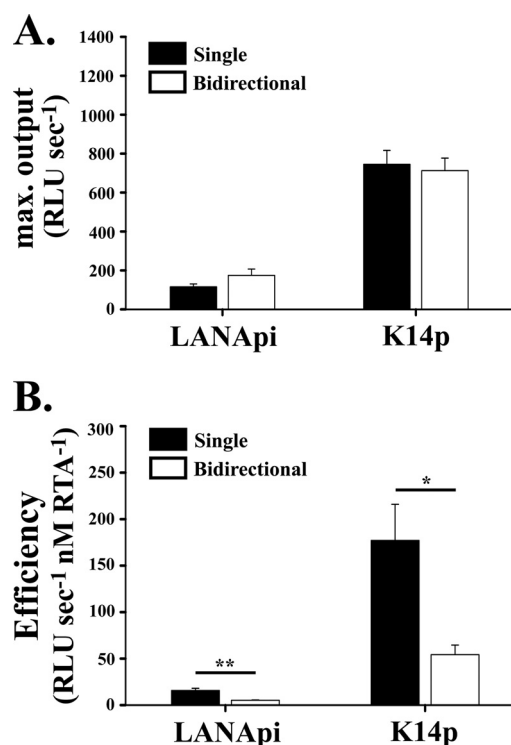 A.
max. output
(RLU sec⁻¹)
1400
1200
1000
800
600
400
200
0
Single
Bidirectional
LANApi
K14p
B.
Efficiency
(RLU sec⁻¹ nM RTA⁻¹)
300
250
200
150
100
50
0
Single
Bidirectional
**
*
LANApi
K14p